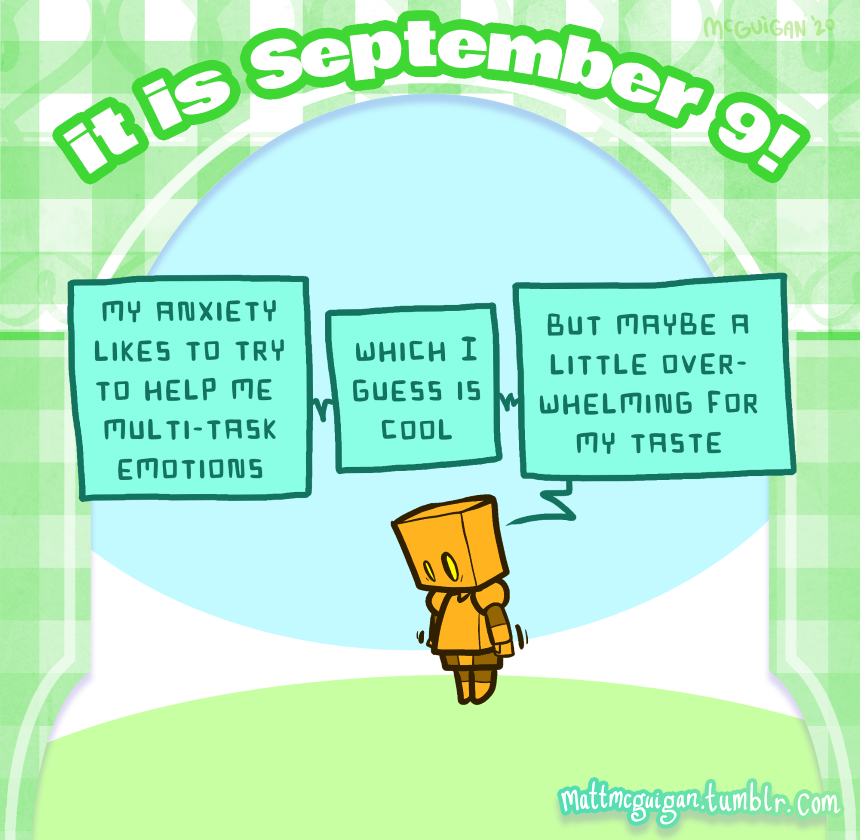 McGUiGAN '20
it is September 9!
MY ANXIETY
LIKES TO TRY
TO HELP ME
MULTI-TASK
EMOTIONS
WHICH I
GUESS IS
COOL
BUT MAYBE A
LITTLE OVER-
WHELMING FOR
MY TASTE
mattmcguigan.tumblr.com